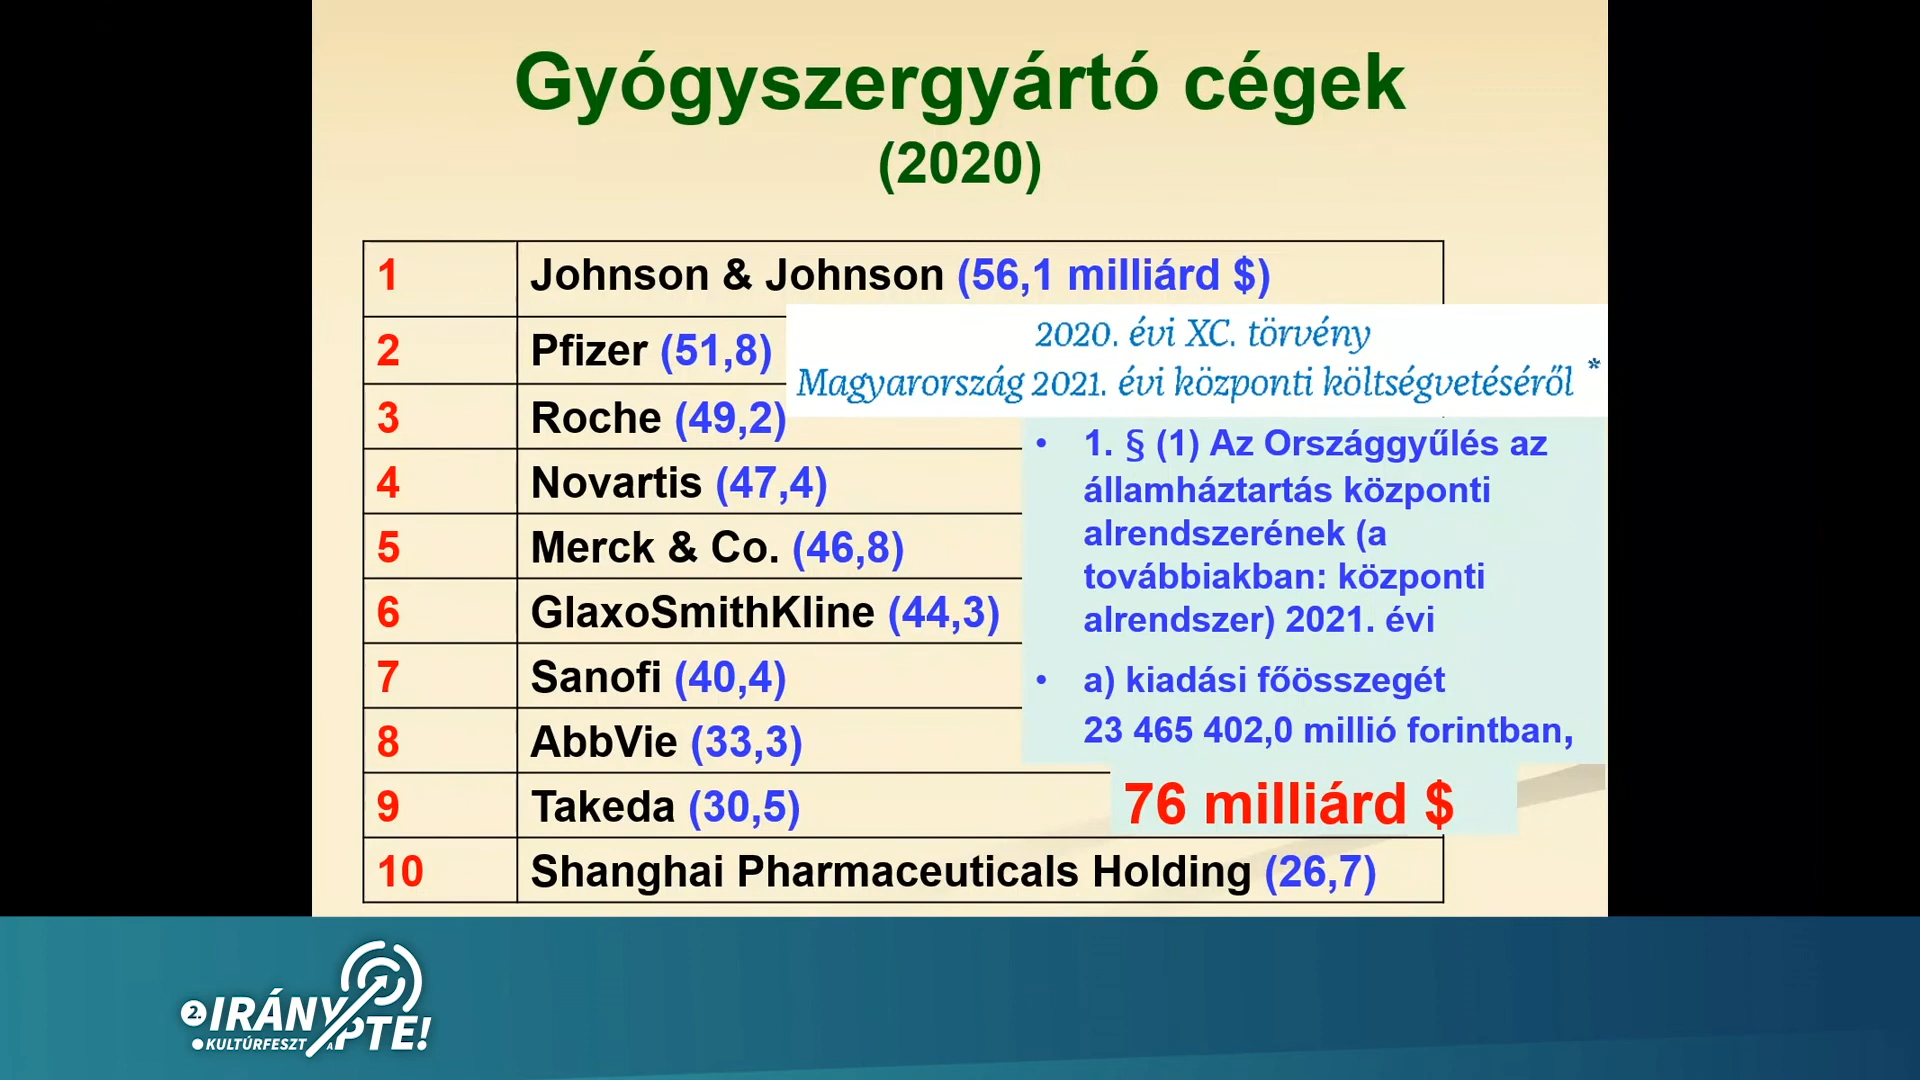 Gyógyszergyártó cégek
(2020)
1 Johnson & Johnson (56,1 milliárd $)
2 Pfizer (51,8)
3 Roche (49,2)
4 Novartis (47,4)
5 Merck & Co. (46,8)
6 GlaxoSmithKline (44,3)
7 Sanofi (40,4)
8 AbbVie (33,3)
9 Takeda (30,5)
10 Shanghai Pharmaceuticals Holding (26,7)
2020. évi XC. törvény
Magyarország 2021. évi központi költségvetéséről *
• 1. § (1) Az Országgyűlés az
államháztartás központi
alrendszerének (a
továbbiakban: központi
alrendszer) 2021. évi
• a) kiadási főösszegét
23 465 402,0 millió forintban,
76 milliárd $
2. IRÁNY A PTE!
KULTÚRFESZT